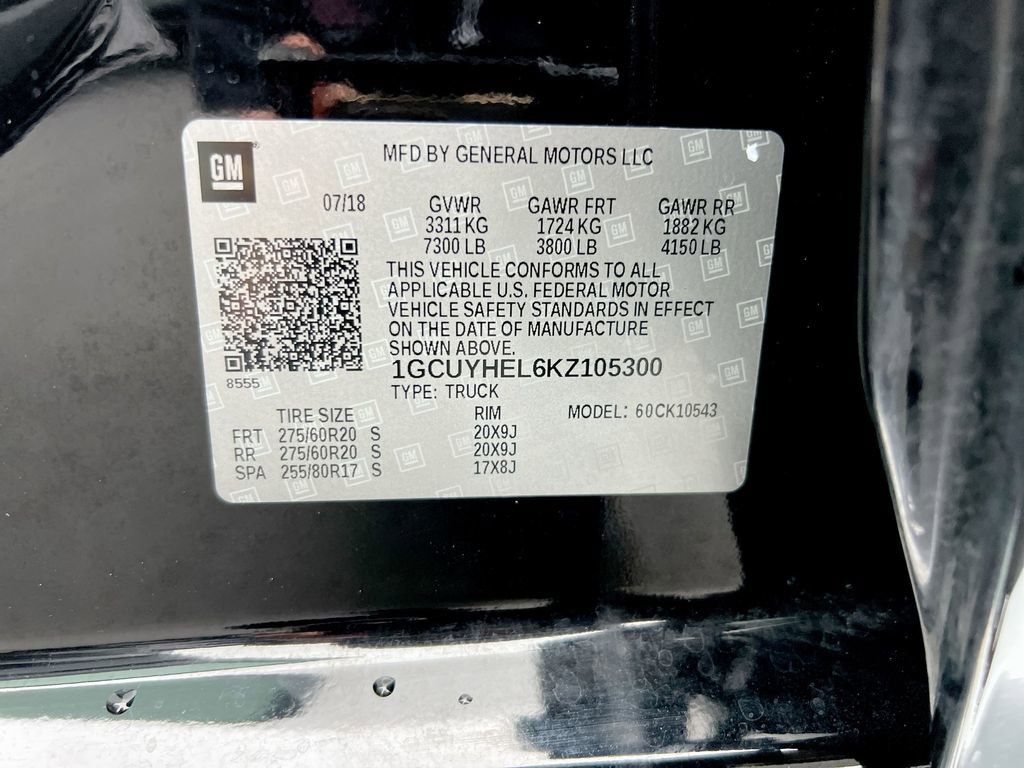 GM
MFD BY GENERAL MOTORS LLC
07/18 GVWR GAWR FRT GAWR RR
3311 KG 1724 KG 1882 KG
7300 LB 3800 LB 4150 LB
THIS VEHICLE CONFORMS TO ALL
APPLICABLE U.S. FEDERAL MOTOR
VEHICLE SAFETY STANDARDS IN EFFECT
ON THE DATE OF MANUFACTURE
SHOWN ABOVE.
8555
1GCUYHEL6KZ105300
TYPE: TRUCK
TIRE SIZE RIM MODEL: 60CK10543
FRT 275/60R20 S 20X9J
RR 275/60R20 S 20X9J
SPA 255/80R17 S 17X8J